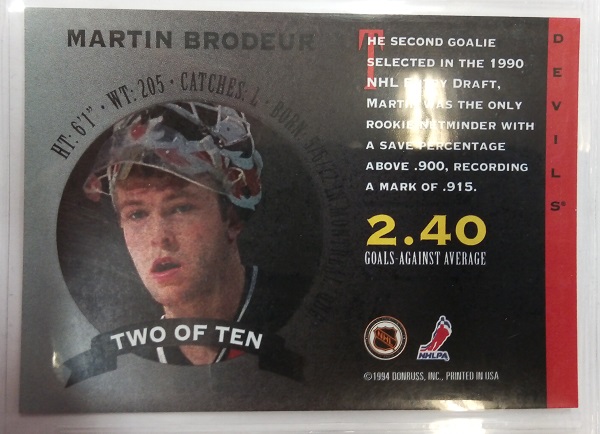 MARTIN BRODEUR
HT: 6'1" • WT: 205 • CATCHES: L • BORN:
TWO OF TEN
THE SECOND GOALIE
SELECTED IN THE 1990
NHL ENTRY DRAFT,
MARTIN WAS THE ONLY
ROOKIE NETMINDER WITH
A SAVE PERCENTAGE
ABOVE .900, RECORDING
A MARK OF .915.
2.40
GOALS-AGAINST AVERAGE
NHL
NHLPA
©1994 DONRUSS, INC., PRINTED IN USA
DEVILS